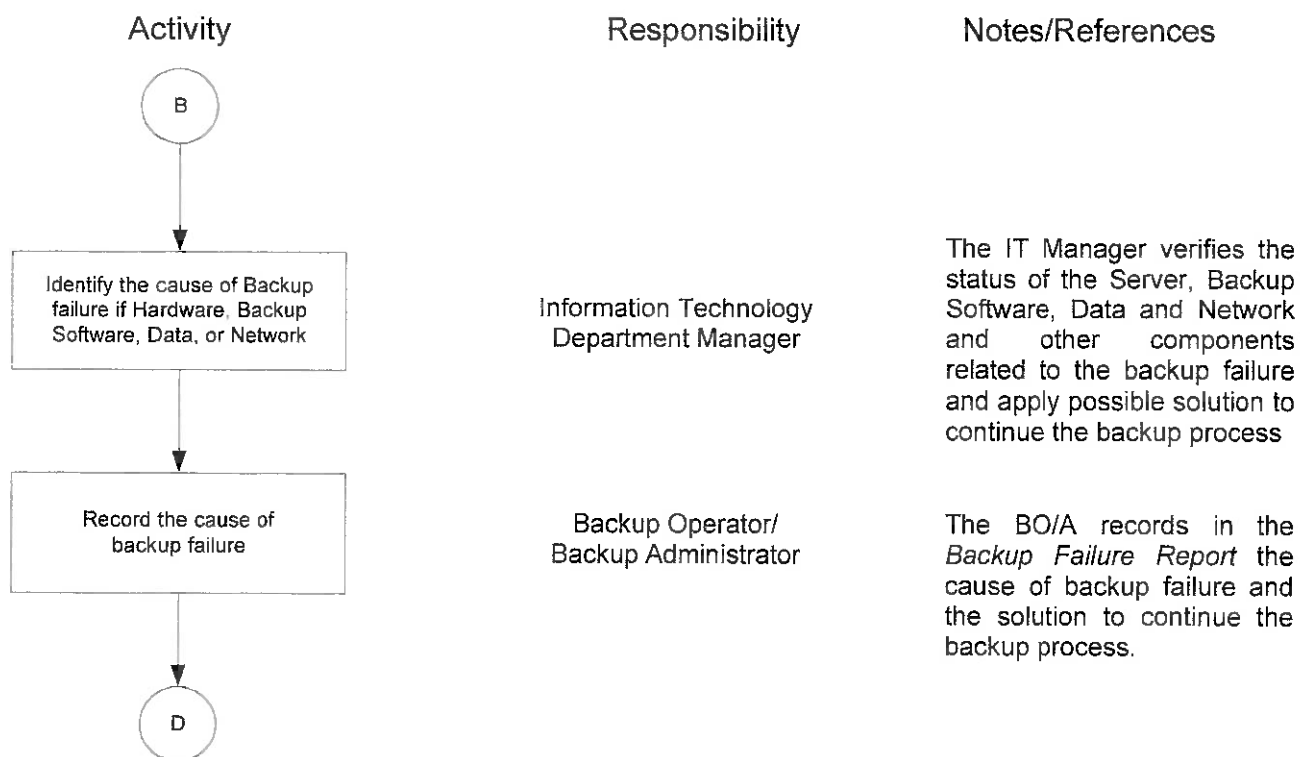 Activity
Responsibility
Notes/References
B
Identify the cause of Backup
failure if Hardware, Backup
Software, Data, or Network
Information Technology
Department Manager
The IT Manager verifies the
status of the Server, Backup
Software, Data and Network
and other components
related to the backup failure
and apply possible solution to
continue the backup process
Record the cause of
backup failure
Backup Operator/
Backup Administrator
The BO/A records in the
Backup Failure Report the
cause of backup failure and
the solution to continue the
backup process.
D